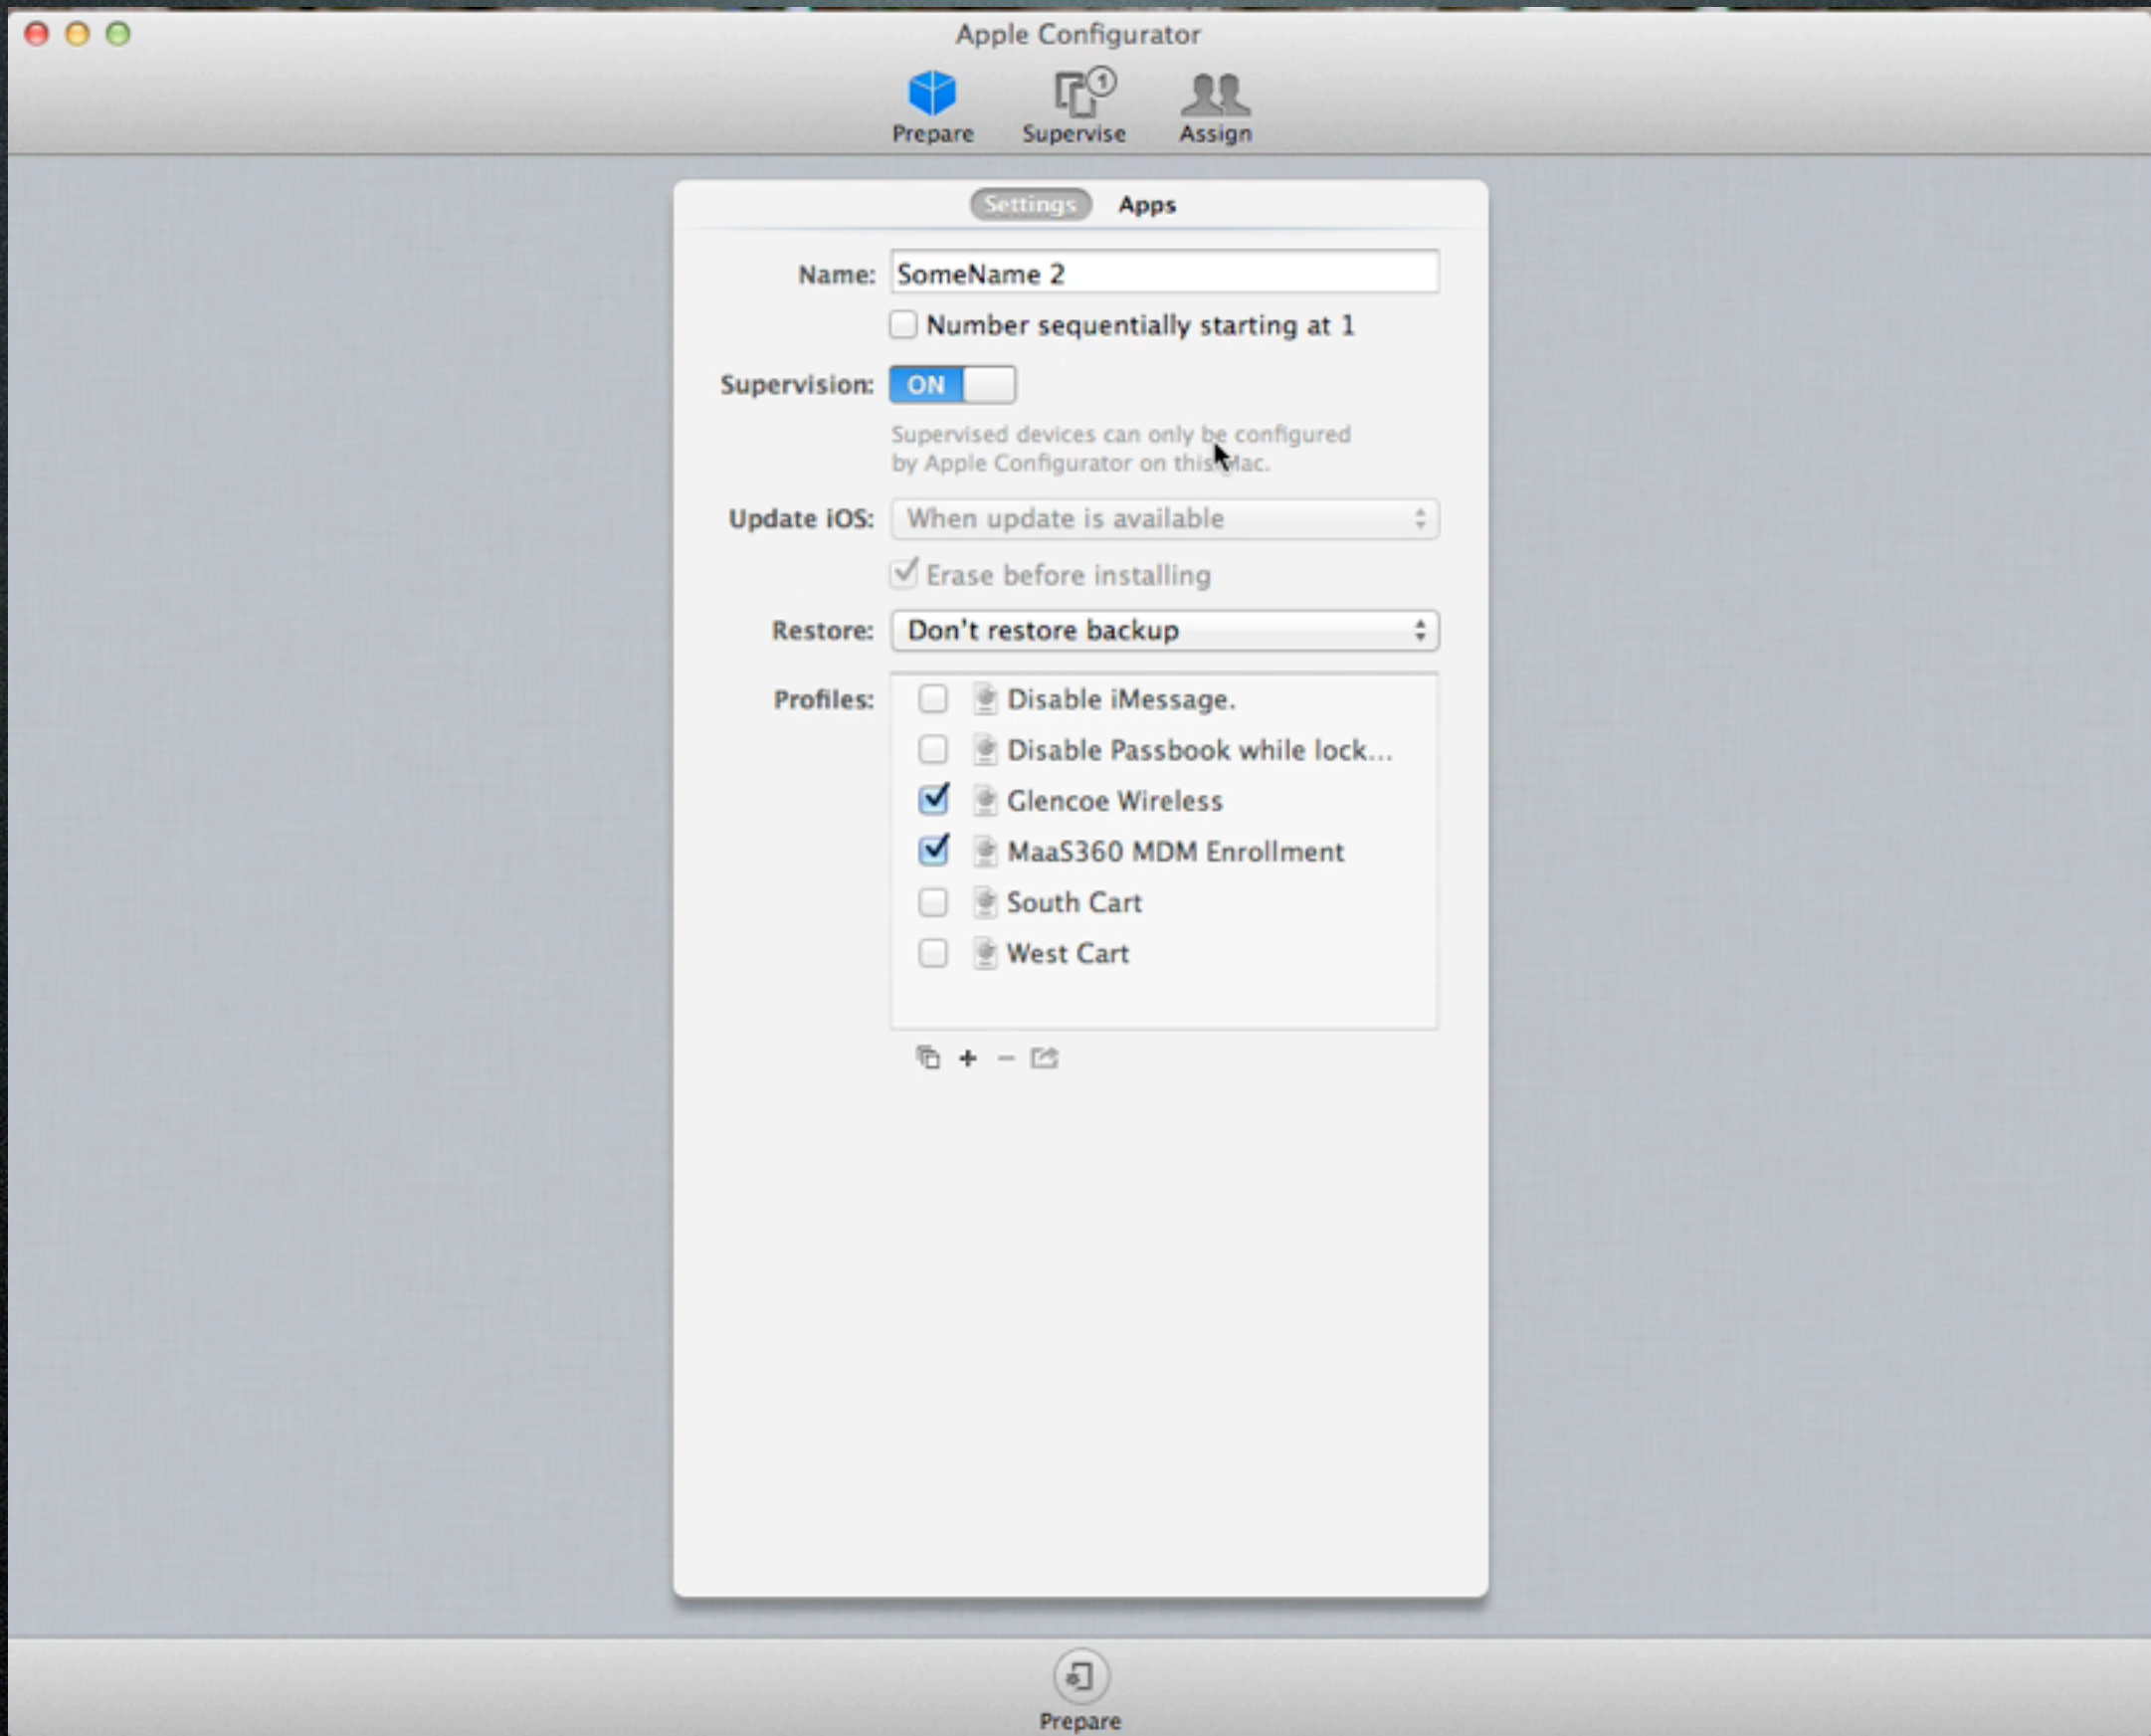 Apple Configurator
1
Prepare
Supervise
Assign
Settings
Apps
Name:
SomeName 2
Number sequentially starting at 1
Supervision:
ON
Supervised devices can only be configured
by Apple Configurator on this Mac.
Update iOS:
When update is available
Erase before installing
Restore:
Don't restore backup
Profiles:
Disable iMessage.
Disable Passbook while lock...
Glencoe Wireless
MaaS360 MDM Enrollment
South Cart
West Cart
Prepare